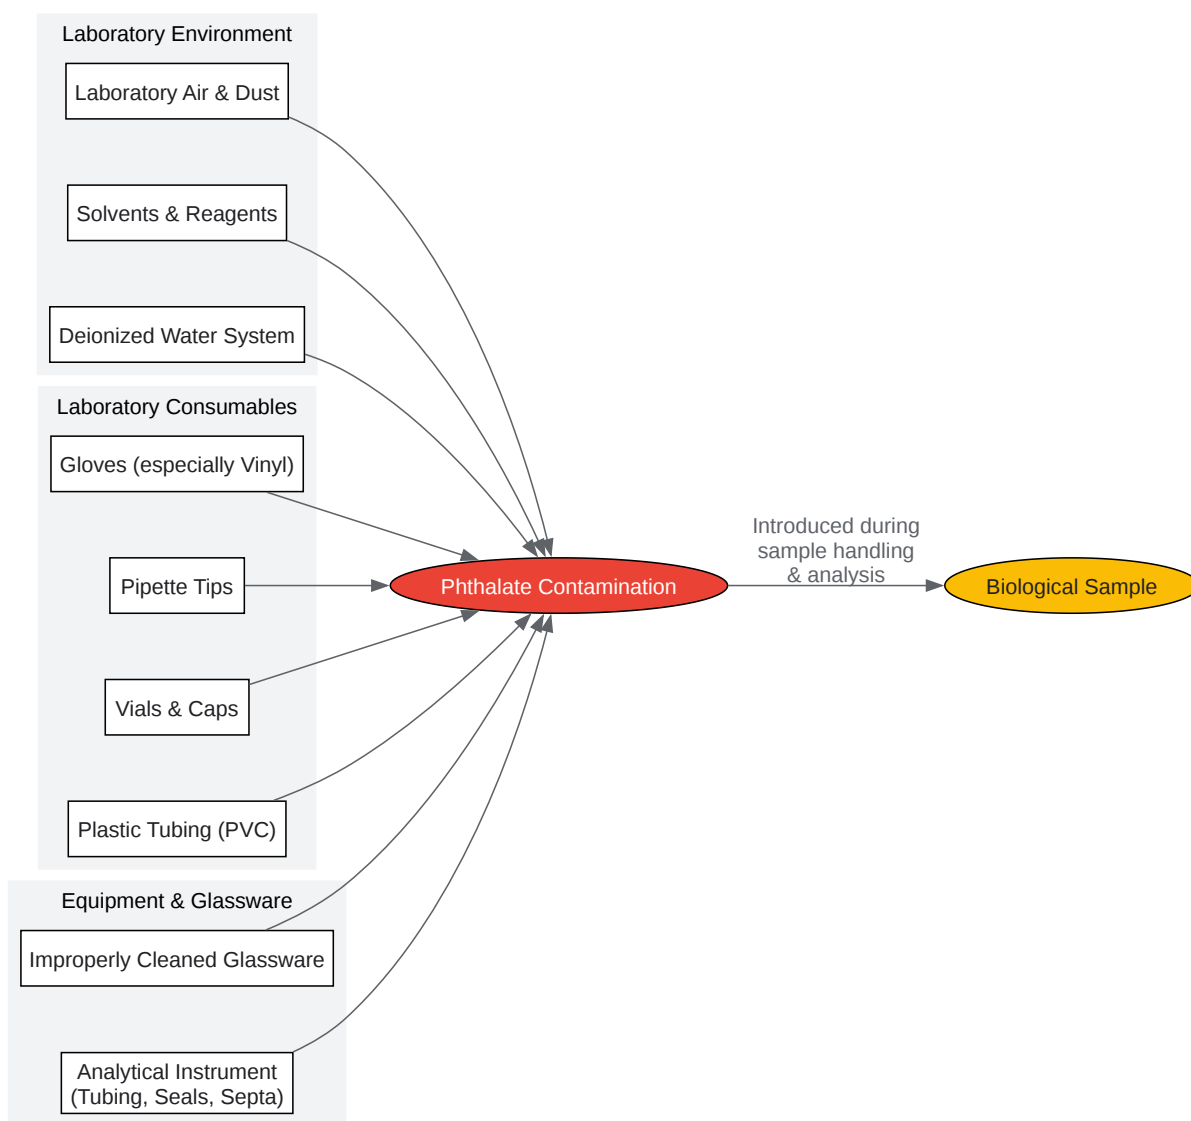 Laboratory Environment
Laboratory Air & Dust
Solvents & Reagents
Deionized Water System
Laboratory Consumables
Gloves (especially Vinyl)
Pipette Tips
Vials & Caps
Plastic Tubing (PVC)
Equipment & Glassware
Improperly Cleaned Glassware
Analytical Instrument
(Tubing, Seals, Septa)
Phthalate Contamination
Introduced during
sample handling
& analysis
Biological Sample